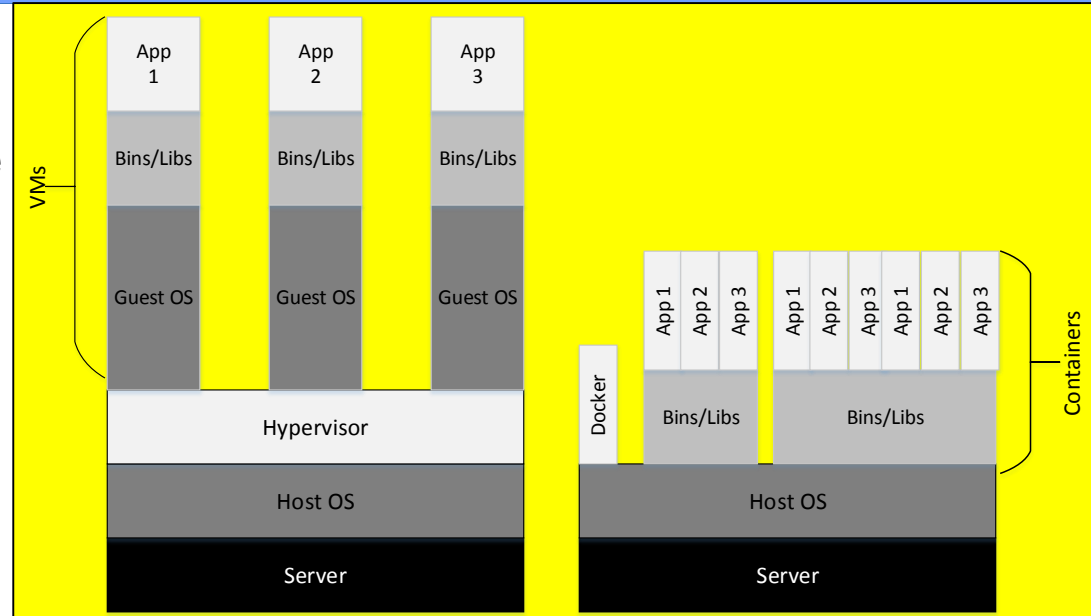 App
1
App
2
App
3
Bins/Libs
Bins/Libs
Bins/Libs
VMs
Guest OS
Guest OS
Guest OS
Hypervisor
Host OS
Server
App 1
App 2
App 3
App 1
App 2
App 3
App 1
App 2
App 3
Docker
Bins/Libs
Bins/Libs
Containers
Host OS
Server